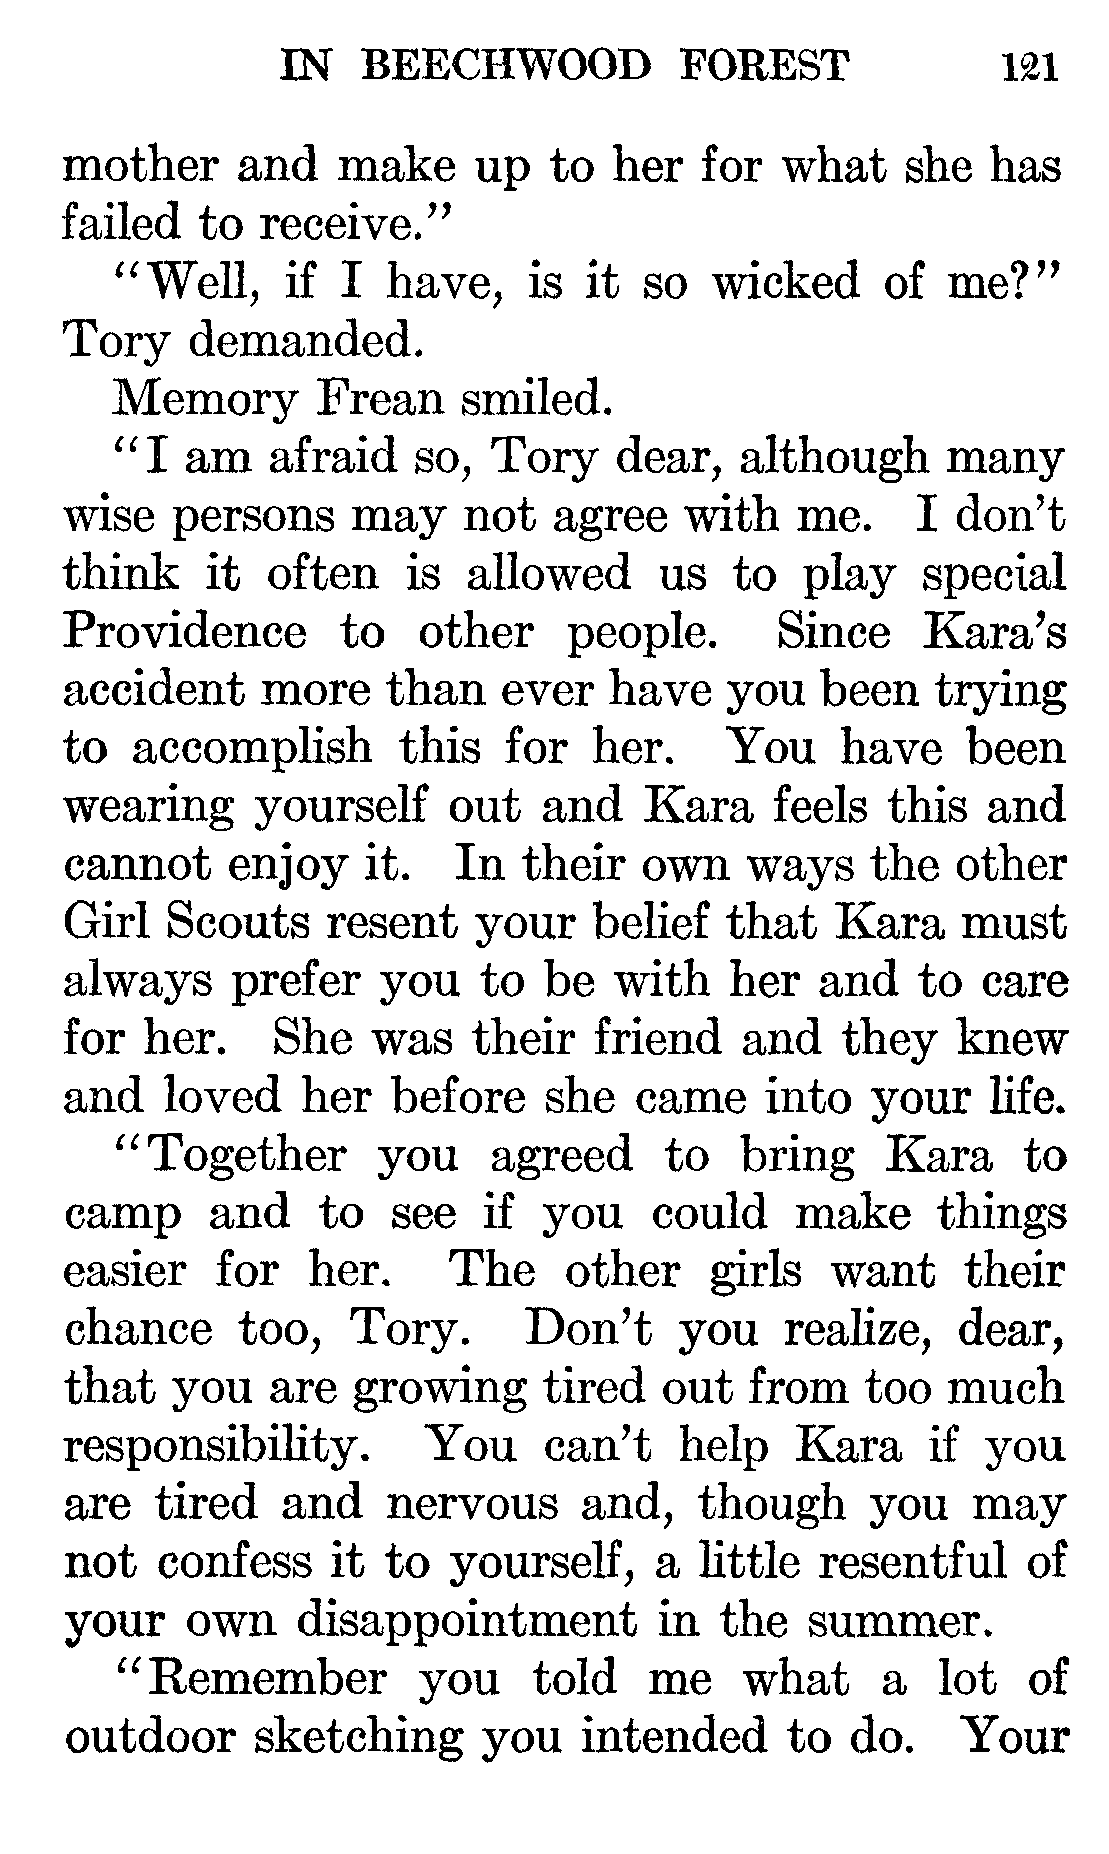 IN BEECHWOOD FOREST 121
mother and make up to her for what she has
failed to receive."
"Well, if I have, is it so wicked of me?"
Tory demanded.
Memory Frean smiled.
"I am afraid so, Tory dear, although many
wise persons may not agree with me. I don't
think it often is allowed us to play special
Providence to other people. Since Kara's
accident more than ever have you been trying
to accomplish this for her. You have been
wearing yourself out and Kara feels this and
cannot enjoy it. In their own ways the other
Girl Scouts resent your belief that Kara must
always prefer you to be with her and to care
for her. She was their friend and they knew
and loved her before she came into your life.
"Together you agreed to bring Kara to
camp and to see if you could make things
easier for her. The other girls want their
chance too, Tory. Don't you realize, dear,
that you are growing tired out from too much
responsibility. You can't help Kara if you
are tired and nervous and, though you may
not confess it to yourself, a little resentful of
your own disappointment in the summer.
"Remember you told me what a lot of
outdoor sketching you intended to do. Your